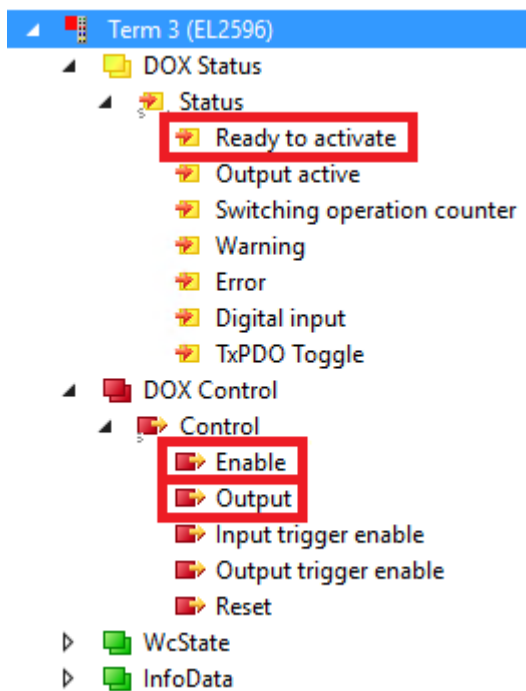 Term 3 (EL2596)
DOX Status
Status
Ready to activate
Output active
Switching operation counter
Warning
Error
Digital input
TxPDO Toggle
DOX Control
Control
Enable
Output
Input trigger enable
Output trigger enable
Reset
WcState
InfoData